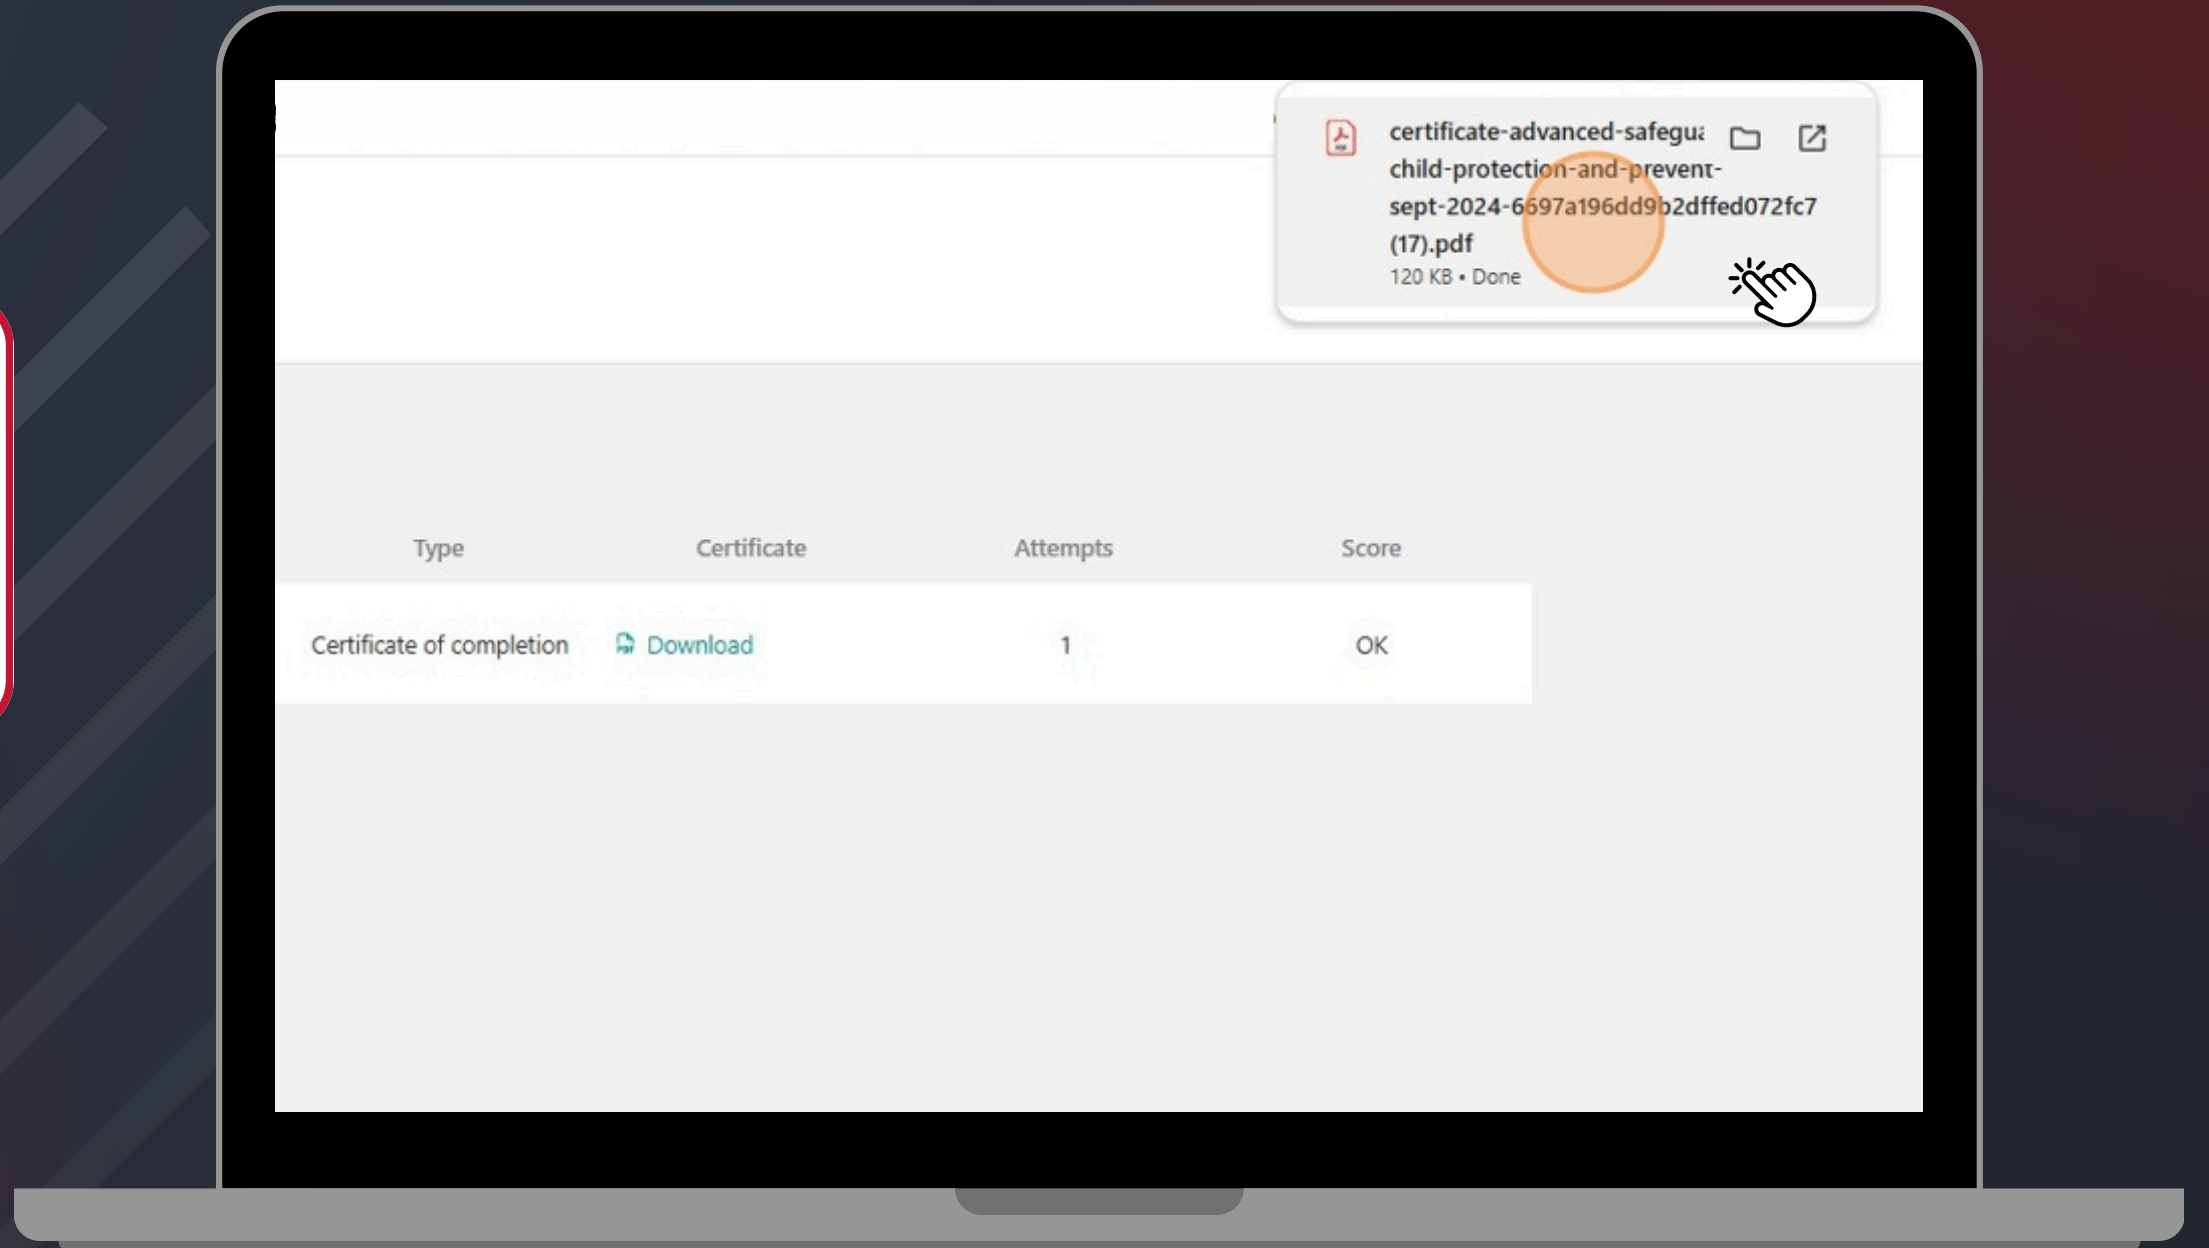 certificate-advanced-safegua
child-protection-and-prevent-
sept-2024-6697a196dd9b2dffed072fc7
(17).pdf
120 KB • Done
Type Certificate Attempts Score
Certificate of completion Download 1 OK